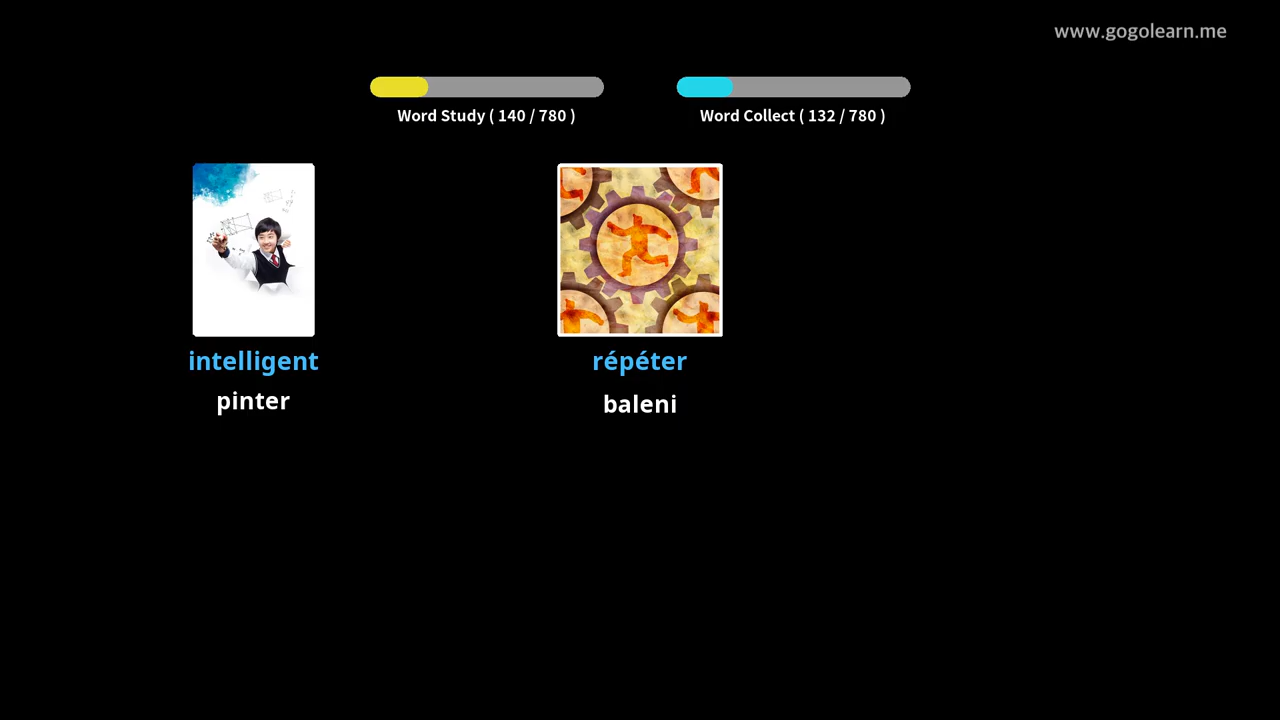 www.gogolearn.me
Word Study ( 140 / 780 )
Word Collect ( 132 / 780 )
intelligent
répéter
pinter
baleni